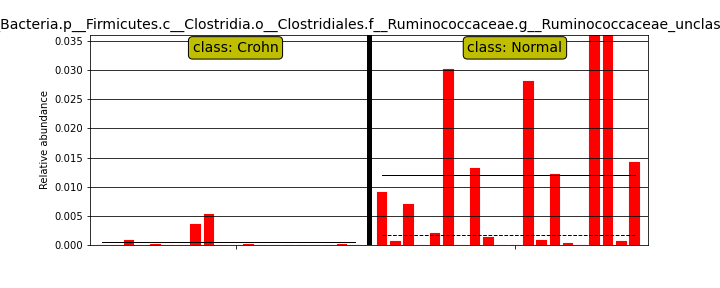 _Bacteria.p__Firmicutes.c__Clostridia.o__Clostridiales.f__Ruminococcaceae.g__Ruminococcaceae_unclas
class: Crohn
class: Normal
Relative abundance
0.035
0.030
0.025
0.020
0.015
0.010
0.005
0.000